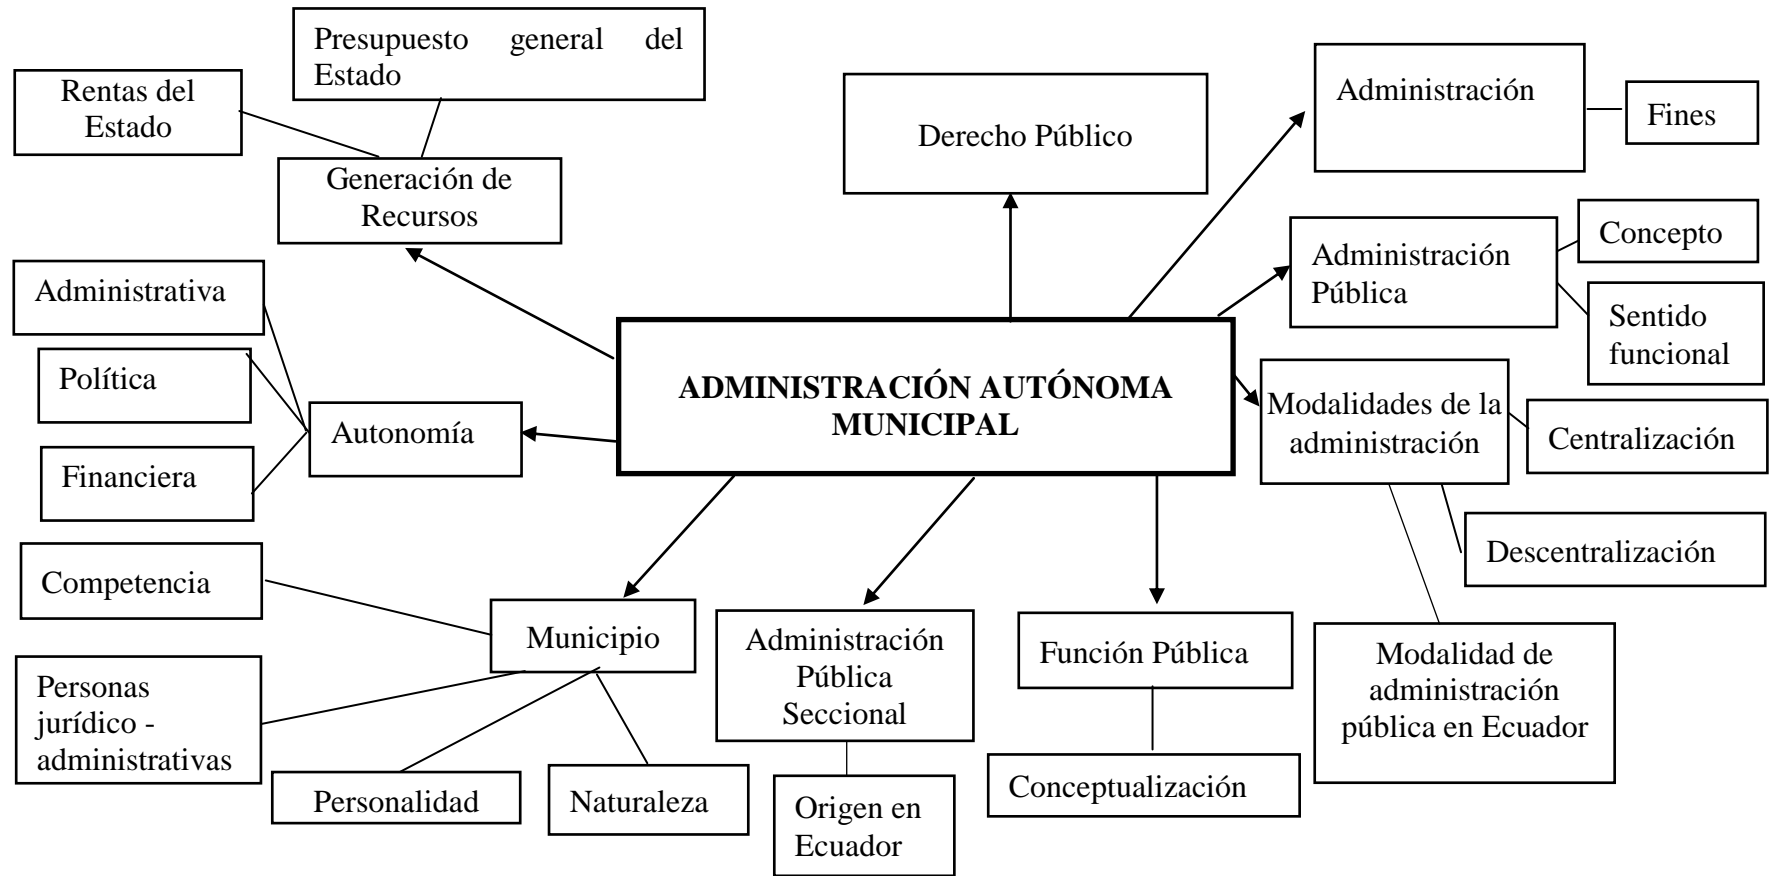 Presupuesto general del
Estado
Rentas del
Estado
Generación de
Recursos
Derecho Público
Administración
Fines
Administración
Pública
Concepto
Sentido
funcional
Administrativa
Política
Financiera
Autonomía
ADMINISTRACIÓN AUTÓNOMA
MUNICIPAL
Modalidades de la
administración
Centralización
Descentralización
Modalidad de
administración
pública en Ecuador
Competencia
Personas
jurídico -
administrativas
Municipio
Personalidad
Naturaleza
Administración
Pública
Seccional
Origen en
Ecuador
Función Pública
Conceptualización